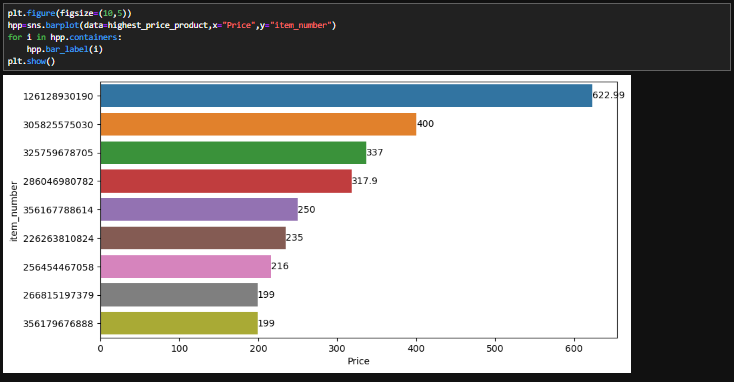 plt.figure(figsize=(10,5))
hpp=sns.barplot(data=highest_price_product,x="Price",y="item_number")
for i in hpp.containers:
    hpp.bar_label(i)
plt.show()
126128930190
622.99
305825575030
400
325759678705
337
286046980782
317.9
356167788614
250
226263810824
235
256454467058
216
266815197379
199
356179676888
199
item_number
0 100 200 300 400 500 600
Price